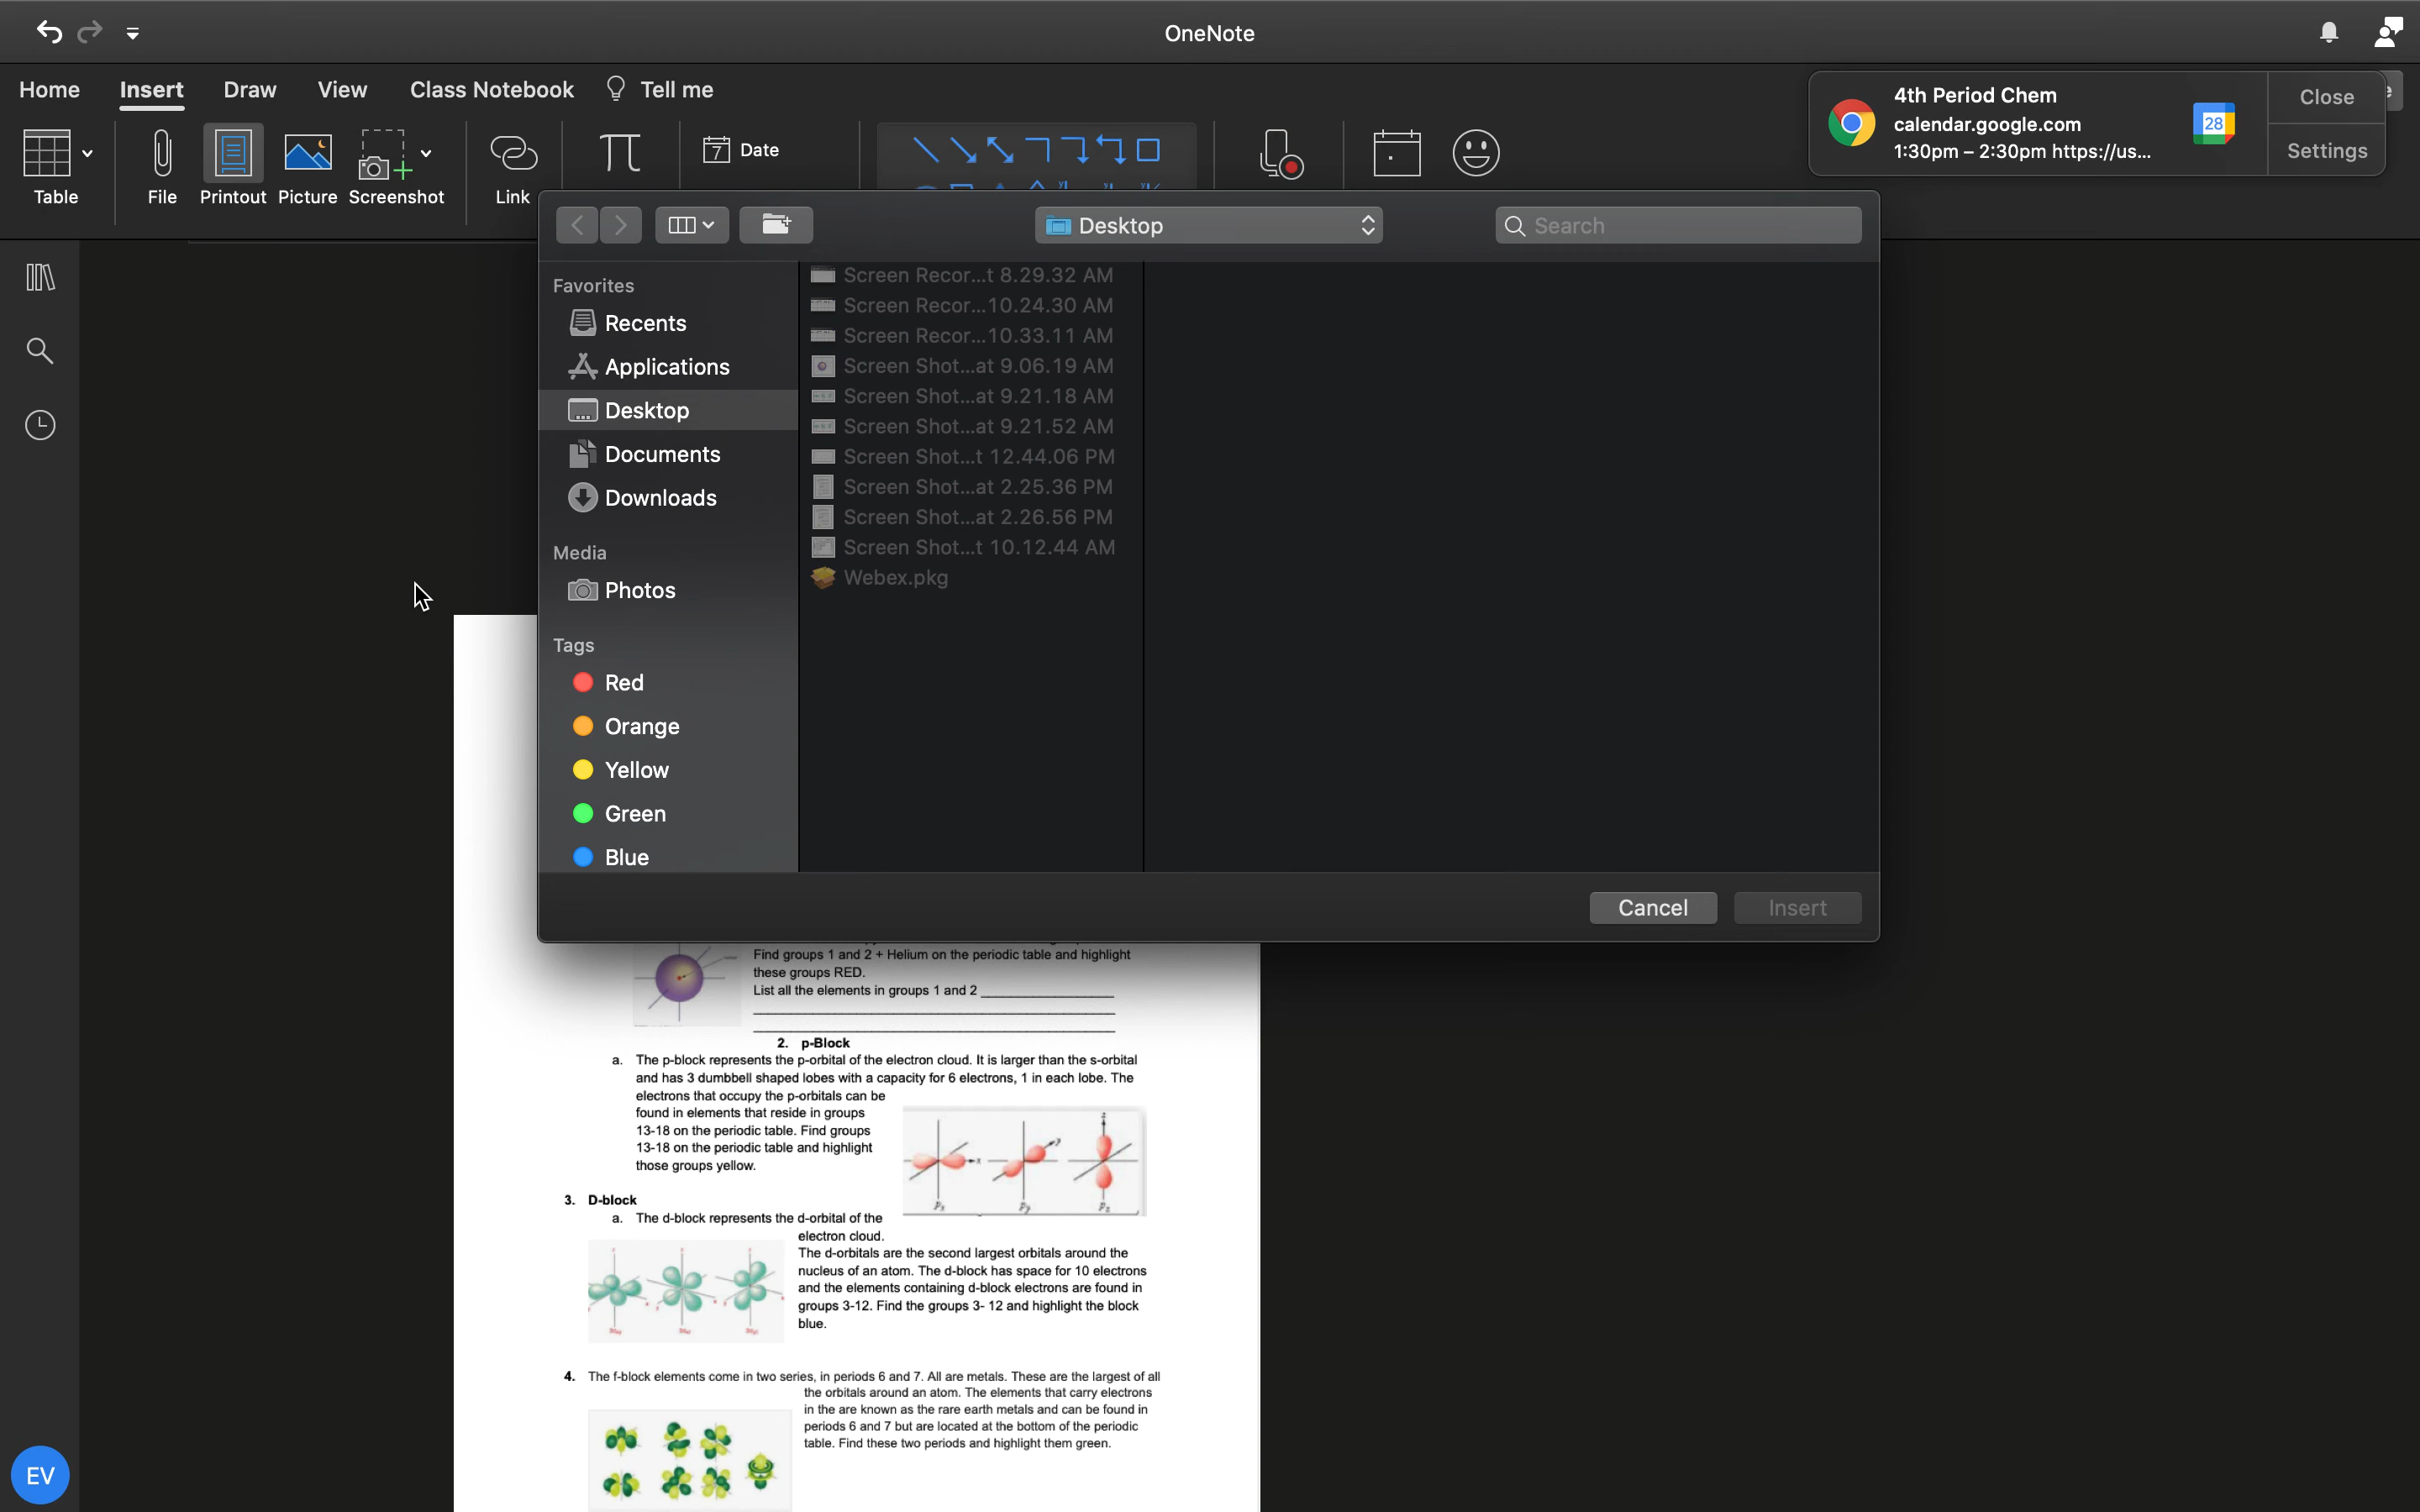 OneNote
Home Insert Draw View Class Notebook Tell me
4th Period Chem
calendar.google.com
1:30pm – 2:30pm https://us...
28
Close
Settings
Table
File
Printout
Picture
Screenshot
Link
7 Date
Desktop
Search
Favorites
Recents
Applications
Desktop
Documents
Downloads
Media
Photos
Tags
Red
Orange
Yellow
Green
Blue
Screen Recor...t 8.29.32 AM
Screen Recor...10.24.30 AM
Screen Recor...10.33.11 AM
Screen Shot...at 9.06.19 AM
Screen Shot...at 9.21.18 AM
Screen Shot...at 9.21.52 AM
Screen Shot...t 12.44.06 PM
Screen Shot...at 2.25.36 PM
Screen Shot...at 2.26.56 PM
Screen Shot...t 10.12.44 AM
Webex.pkg
Cancel
Insert
Find groups 1 and 2 + Helium on the periodic table and highlight
these groups RED.
List all the elements in groups 1 and 2
2. p-Block
a. The p-block represents the p-orbital of the electron cloud. It is larger than the s-orbital
and has 3 dumbbell shaped lobes with a capacity for 6 electrons, 1 in each lobe. The
electrons that occupy the p-orbitals can be
found in elements that reside in groups
13-18 on the periodic table. Find groups
13-18 on the periodic table and highlight
those groups yellow.
3. D-block
a. The d-block represents the d-orbital of the
electron cloud.
The d-orbitals are the second largest orbitals around the
nucleus of an atom. The d-block has space for 10 electrons
and the elements containing d-block electrons are found in
groups 3-12. Find the groups 3- 12 and highlight the block
blue.
4. The f-block elements come in two series, in periods 6 and 7. All are metals. These are the largest of all
the orbitals around an atom. The elements that carry electrons
in the are known as the rare earth metals and can be found in
periods 6 and 7 but are located at the bottom of the periodic
table. Find these two periods and highlight them green.
EV